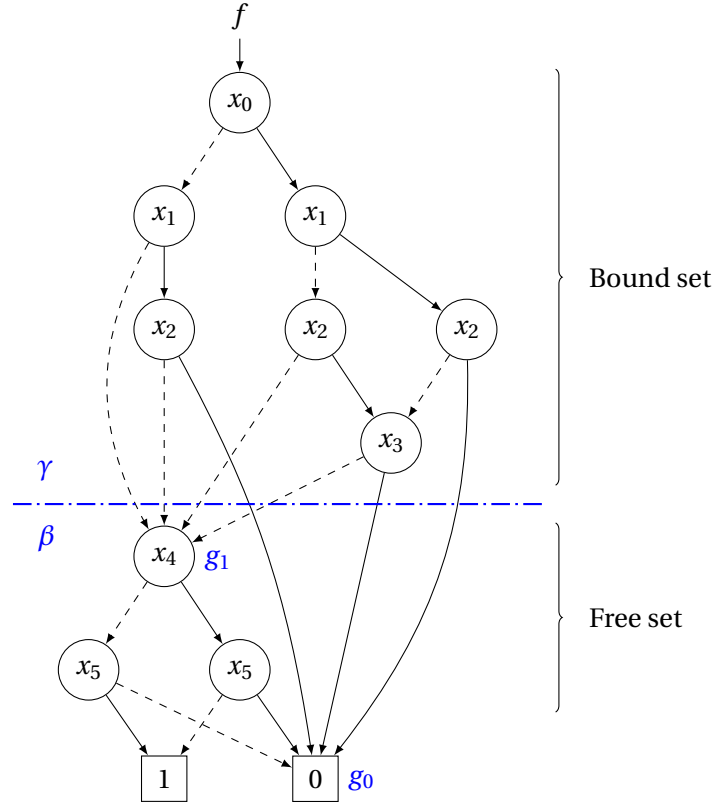 f
x0
x1 x1
x2 x2 x2
Bound set
x3
γ
β
x4 g1
Free set
x5 x5
1 0 g0